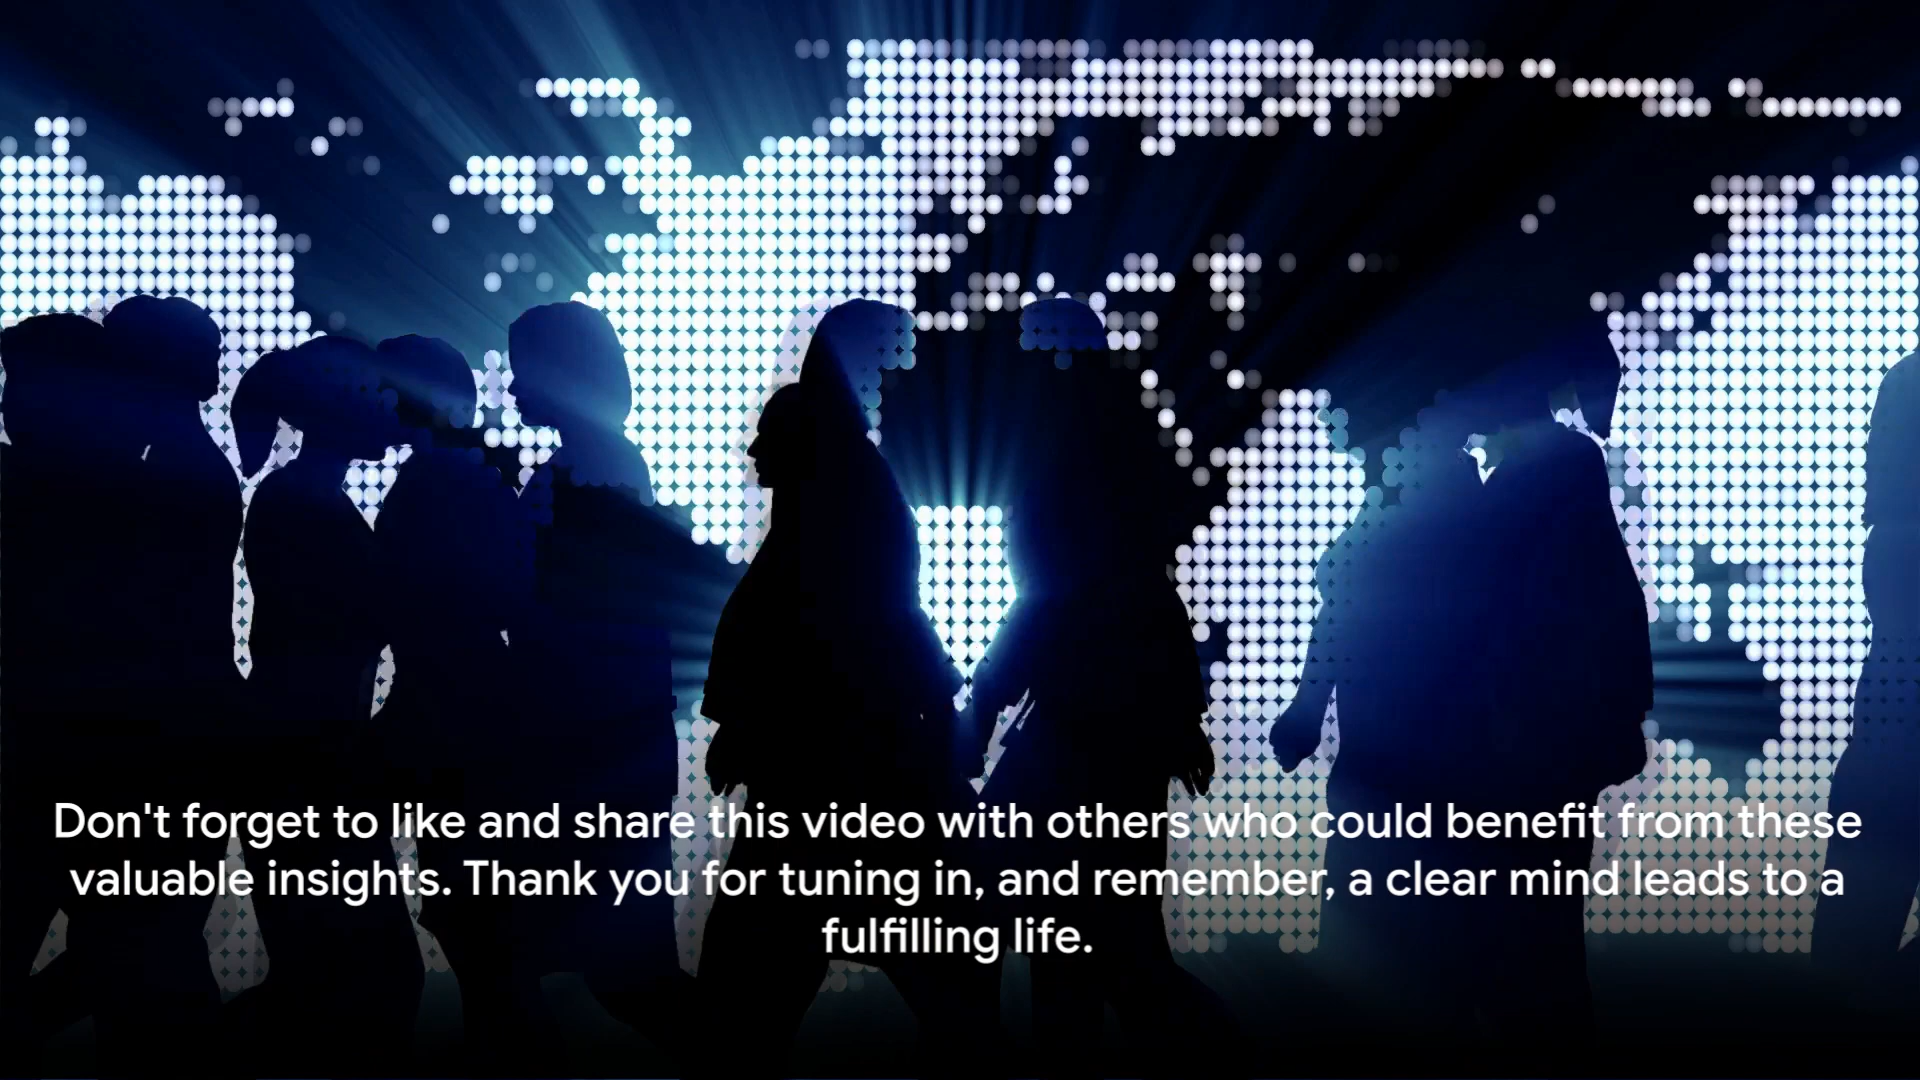 Don't forget to like and share this video with others who could benefit from these
valuable insights. Thank you for tuning in, and remember, a clear mind leads to a
fulfilling life.